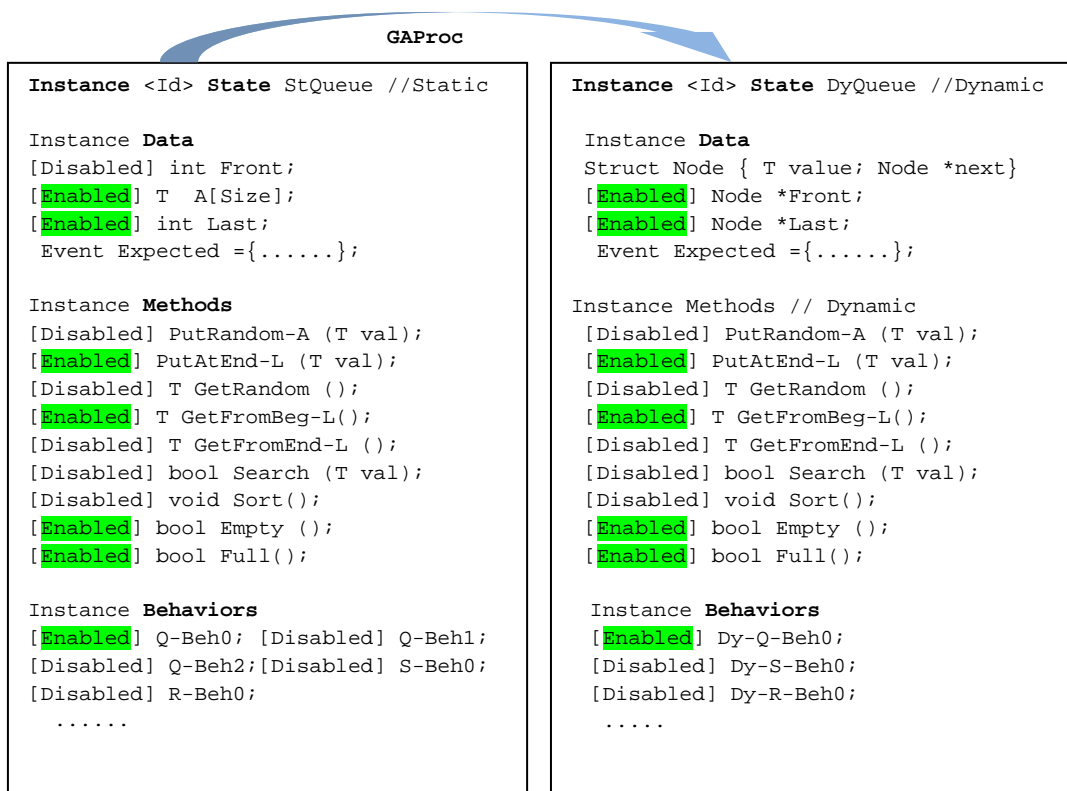 GAProc
Instance <Id> State StQueue //Static
Instance Data
[Disabled] int Front;
[Enabled] T  A[Size];
[Enabled] int Last;
Event Expected ={......};
Instance Methods
[Disabled] PutRandom-A (T val);
[Enabled] PutAtEnd-L (T val);
[Disabled] T GetRandom ();
[Enabled] T GetFromBeg-L();
[Disabled] T GetFromEnd-L ();
[Disabled] bool Search (T val);
[Disabled] void Sort();
[Enabled] bool Empty ();
[Enabled] bool Full();
Instance Behaviors
[Enabled] Q-Beh0; [Disabled] Q-Beh1;
[Disabled] Q-Beh2;[Disabled] S-Beh0;
[Disabled] R-Beh0;
......
Instance <Id> State DyQueue //Dynamic
Instance Data
Struct Node { T value; Node *next}
[Enabled] Node *Front;
[Enabled] Node *Last;
Event Expected ={......};
Instance Methods // Dynamic
[Disabled] PutRandom-A (T val);
[Enabled] PutAtEnd-L (T val);
[Disabled] T GetRandom ();
[Enabled] T GetFromBeg-L();
[Disabled] T GetFromEnd-L ();
[Disabled] bool Search (T val);
[Disabled] void Sort();
[Enabled] bool Empty ();
[Enabled] bool Full();
Instance Behaviors
[Enabled] Dy-Q-Beh0;
[Disabled] Dy-S-Beh0;
[Disabled] Dy-R-Beh0;
.....